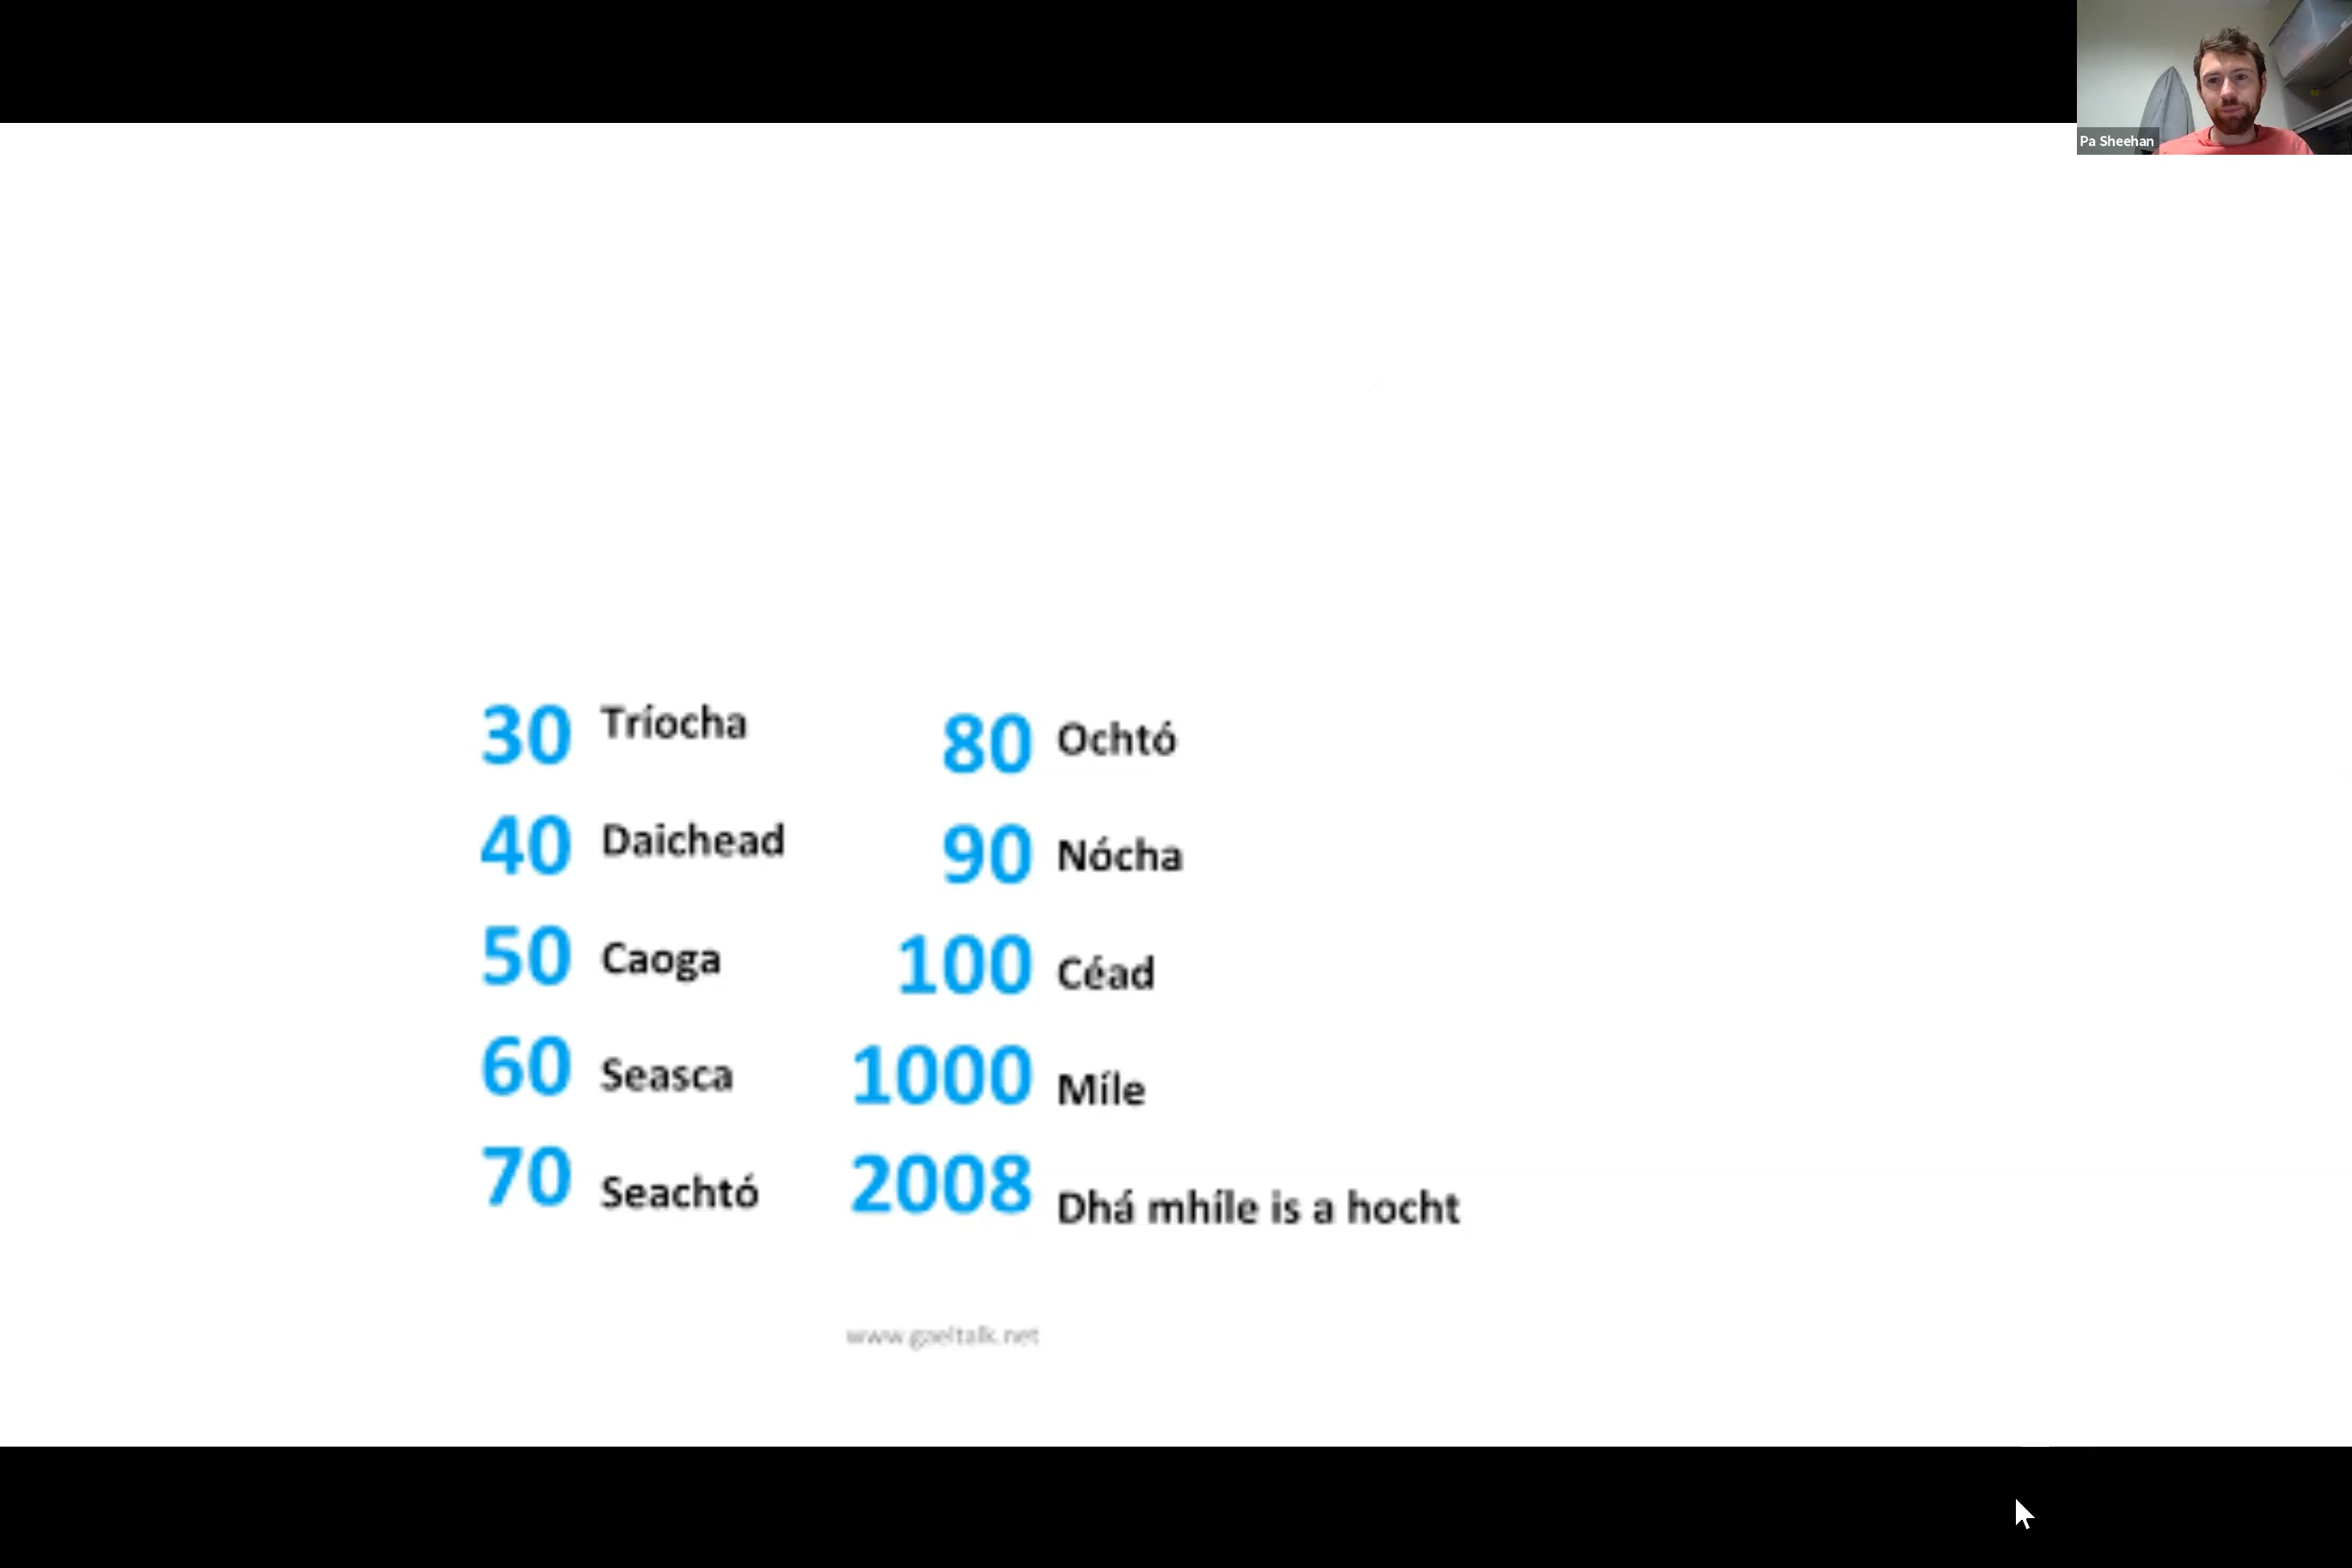 Pa Sheehan
30 Tríocha
40 Daichead
50 Caoga
60 Seasca
70 Seachtó
80 Ochtó
90 Nócha
100 Céad
1000 Míle
2008 Dhá mhíle is a hocht
www.gaeltalk.net